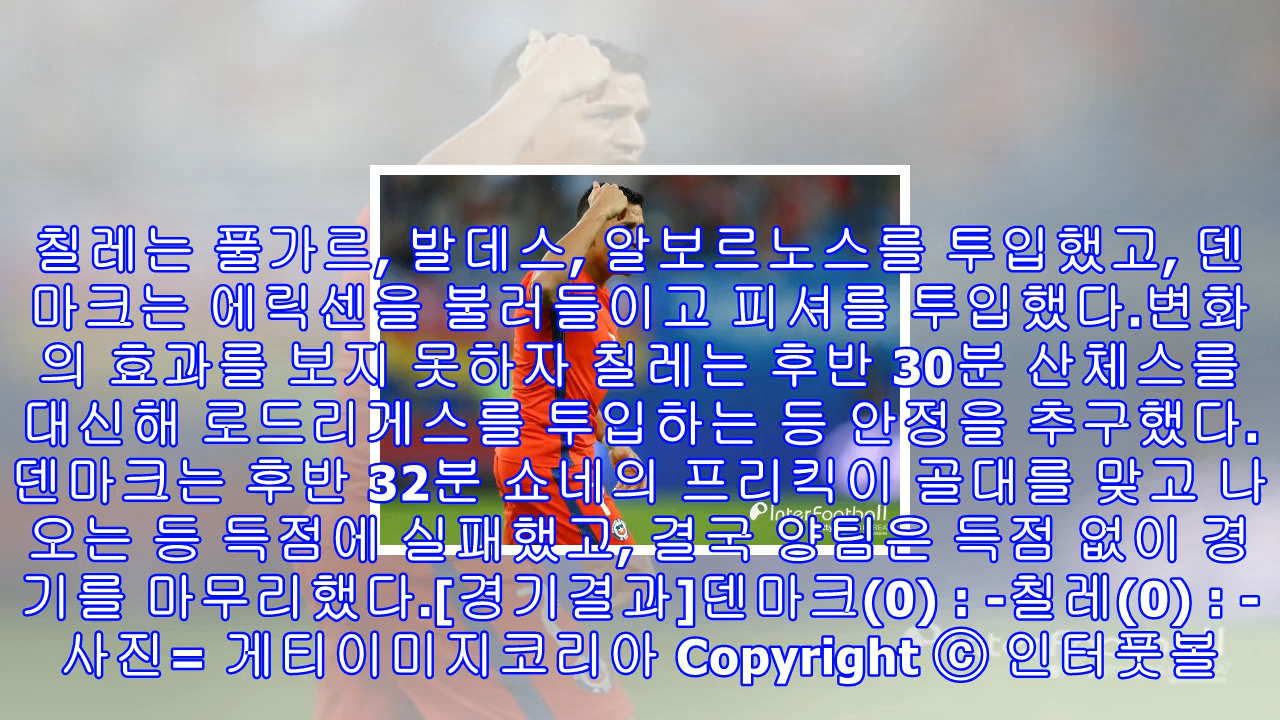 칠레는 풀가르, 발데스, 알보르노스를 투입했고, 덴
마크는 에릭센을 불러들이고 피셔를 투입했다.변화
의 효과를 보지 못하자 칠레는 후반 30분 산체스를
대신해 로드리게스를 투입하는 등 안정을 추구했다.
덴마크는 후반 32분 쇼네의 프리킥이 골대를 맞고 나
오는 등 득점에 실패했고, 결국 양팀은 득점 없이 경
기를 마무리했다.[경기결과]덴마크(0) : -칠레(0) : -
사진= 게티이미지코리아 Copyright ⓒ 인터풋볼
InterFootball